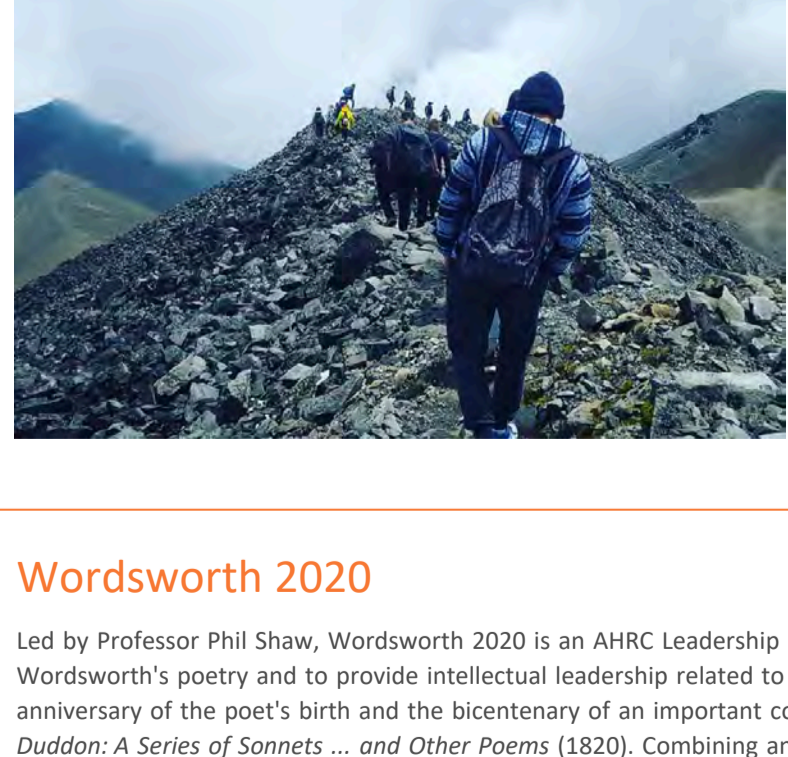 Wordsworth 2020
Led by Professor Phil Shaw, Wordsworth 2020 is an AHRC Leadership
Wordsworth's poetry and to provide intellectual leadership related to
anniversary of the poet's birth and the bicentenary of an important
Duddon: A Series of Sonnets ... and Other Poems (1820). Combining